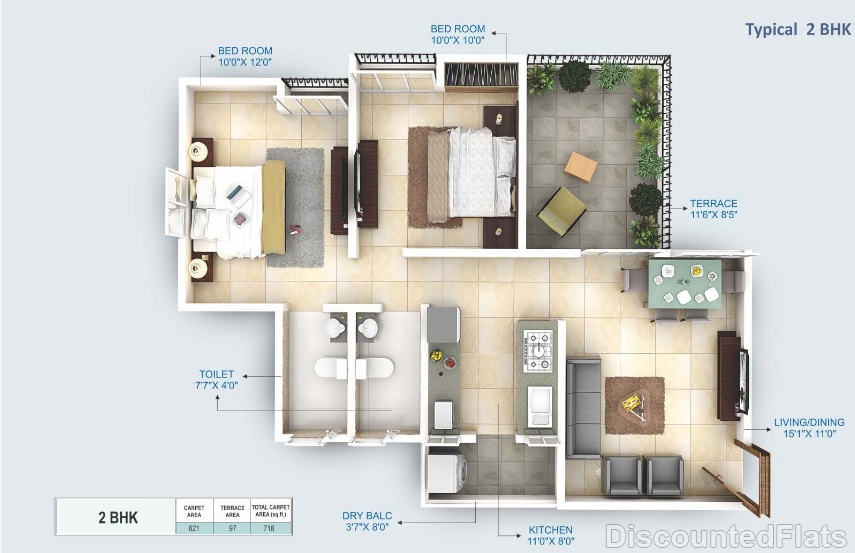 Typical 2 BHK
BED ROOM
10'0"X 12'0"
BED ROOM
10'0"X 10'0"
TERRACE
11'6"X 8'5"
TOILET
7'7"X 4'0"
LIVING/DINING
15'1"X 11'0"
DRY BALC
3'7"X 8'0"
KITCHEN
11'0"X 8'0"
2 BHK
CARPET AREA
TERRACE AREA
TOTAL CARPET AREA (sq.ft.)
621
97
718
DiscountedFlats